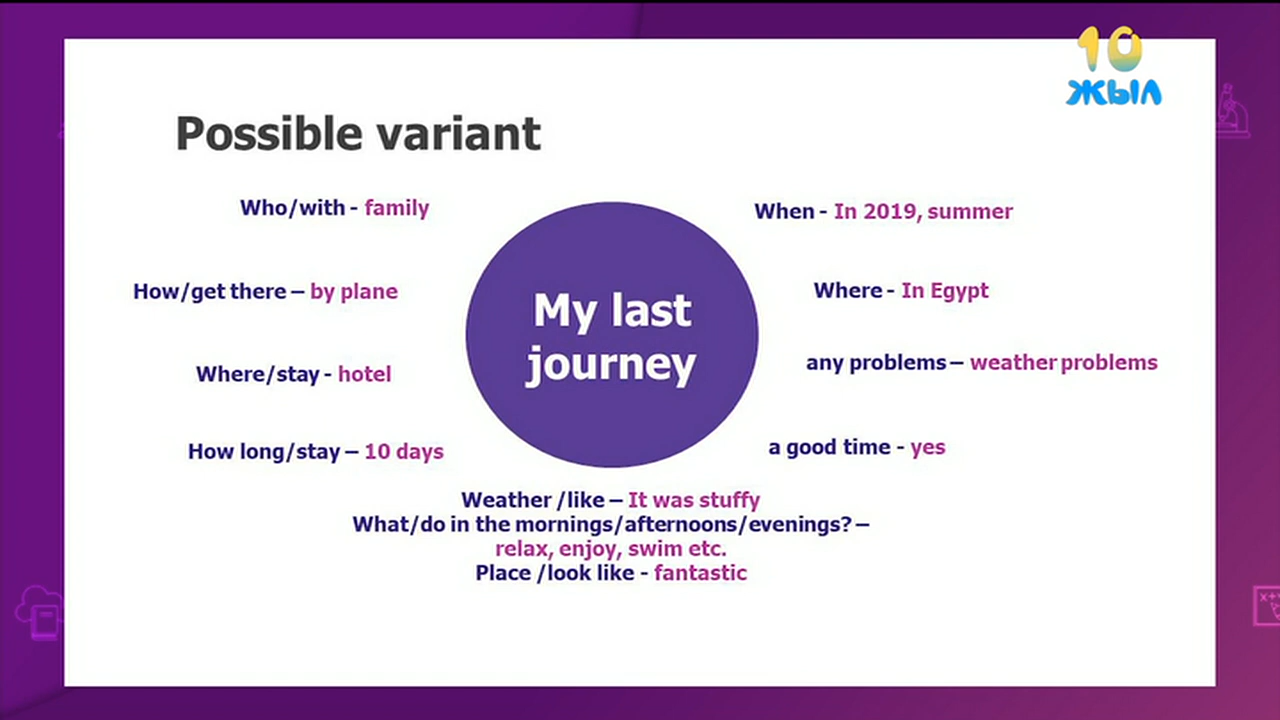 10
жыл
Possible variant
Who/with - family
When - In 2019, summer
How/get there – by plane
Where - In Egypt
My last
journey
any problems – weather problems
Where/stay - hotel
a good time - yes
How long/stay – 10 days
Weather /like – It was stuffy
What/do in the mornings/afternoons/evenings? –
relax, enjoy, swim etc.
Place /look like - fantastic